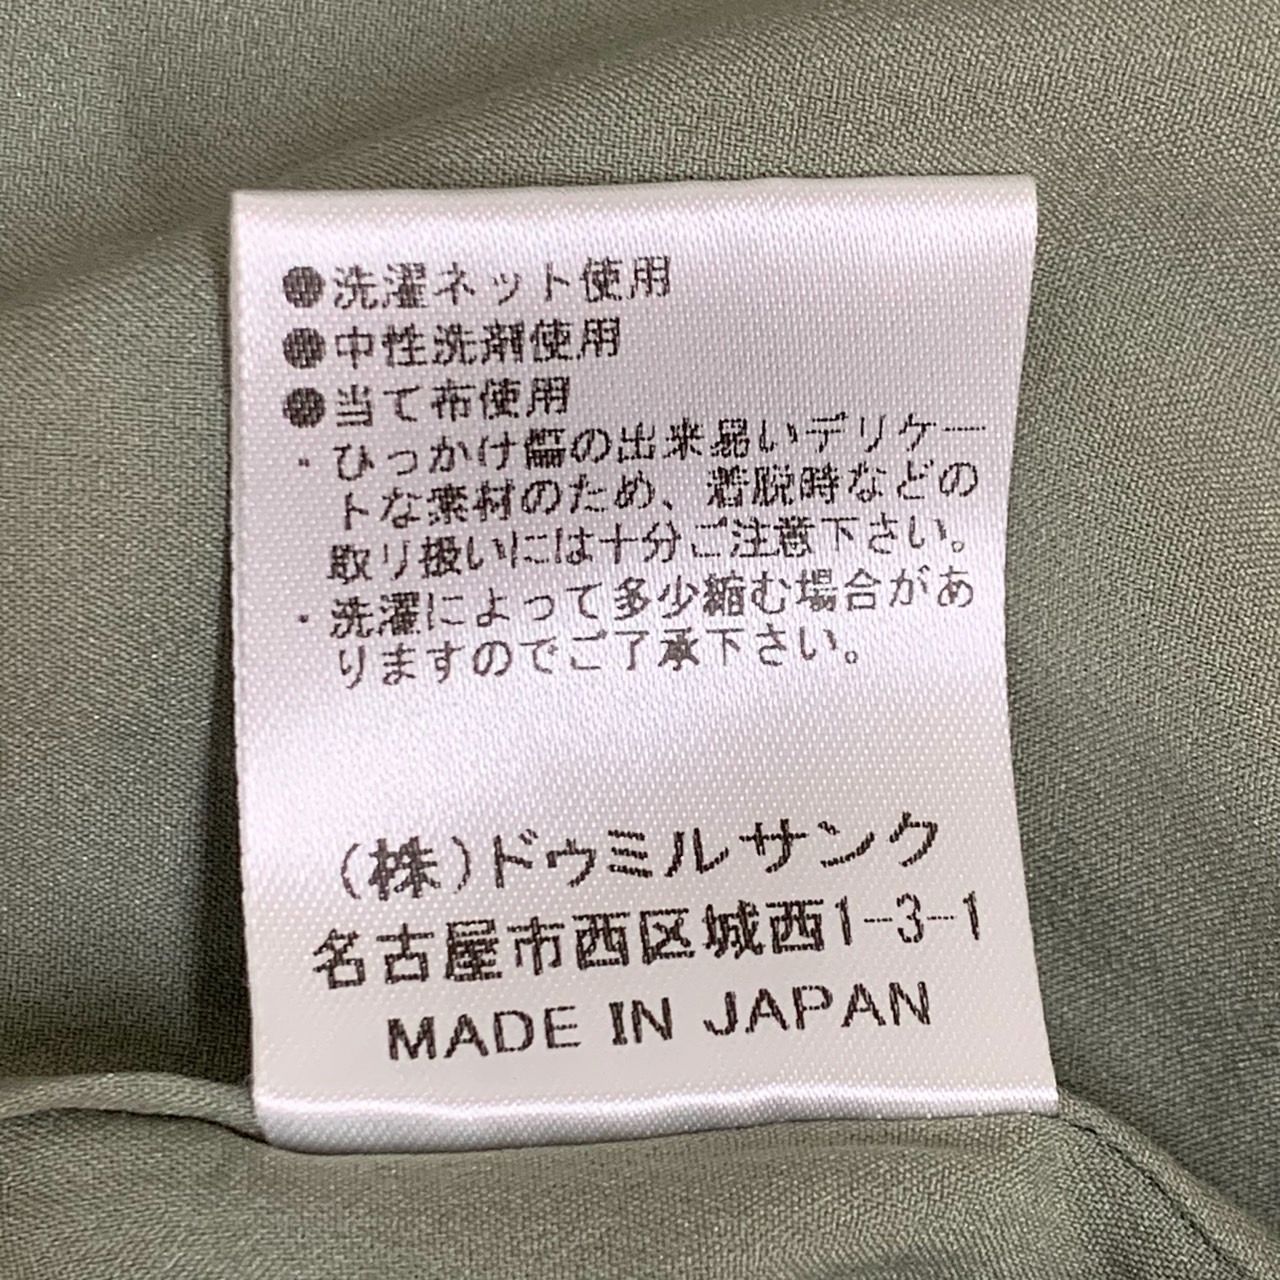 ●洗濯ネット使用
●中性洗剤使用
●当て布使用
・ひっかけ傷の出来易いデリケー
トな素材のため、着脱時などの
取り扱いには十分ご注意下さい。
・洗濯によって多少縮む場合があ
りますのでご了承下さい。
(株)ドゥミルサンク
名古屋市西区城西1-3-1
MADE IN JAPAN